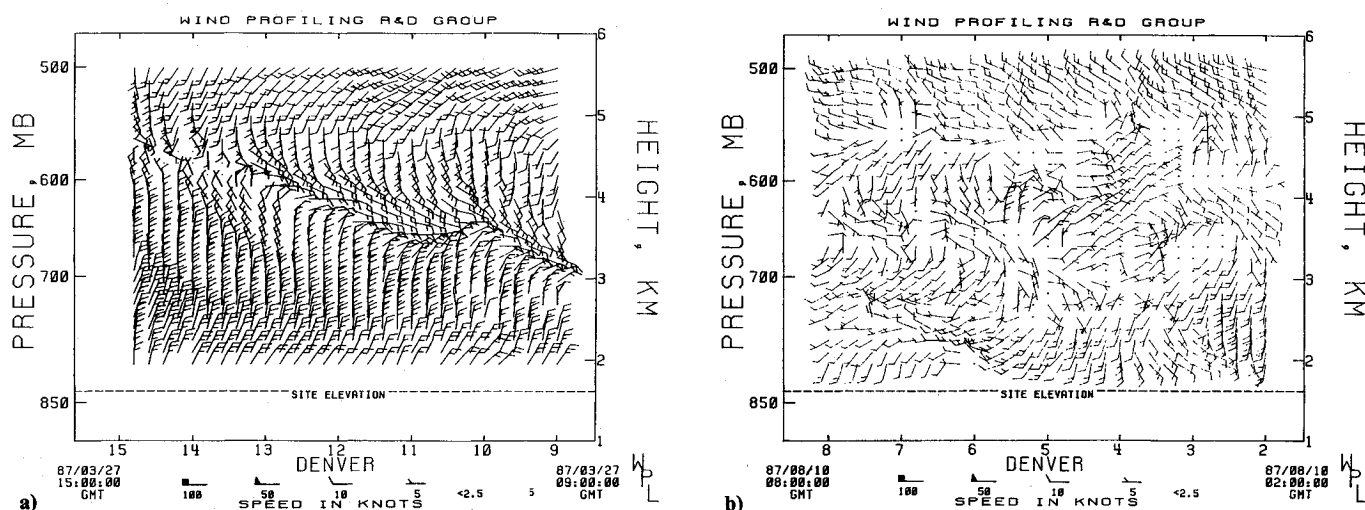 WIND PROFILING R&D GROUP
6
500
5
PRESSURE, MB
HEIGHT, KM
600
4
700
3
2
SITE ELEVATION
850
1
15 14 13 12 11 10 9
DENVER
87/03/27
15:00:00
GMT
100 50 10 5 <2.5 5
SPEED IN KNOTS
87/03/27
09:00:00
GMT
WPL
a)
WIND PROFILING R&D GROUP
6
500
5
PRESSURE, MB
HEIGHT, KM
600
4
700
3
2
SITE ELEVATION
850
1
8 7 6 5 4 3 2
DENVER
87/08/10
08:00:00
GMT
100 50 10 5 <2.5
SPEED IN KNOTS
87/08/10
02:00:00
GMT
WPL
b)